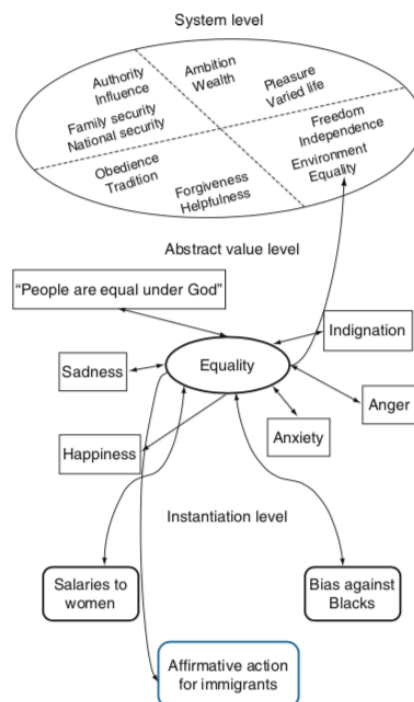 System level
Authority
Influence
Ambition
Wealth
Pleasure
Varied life
Family security
National security
Freedom
Independence
Obedience
Tradition
Forgiveness
Helpfulness
Environment
Equality
Abstract value level
“People are equal under God”
Indignation
Sadness
Equality
Anger
Happiness
Anxiety
Instantiation level
Salaries to
women
Bias against
Blacks
Affirmative action
for immigrants